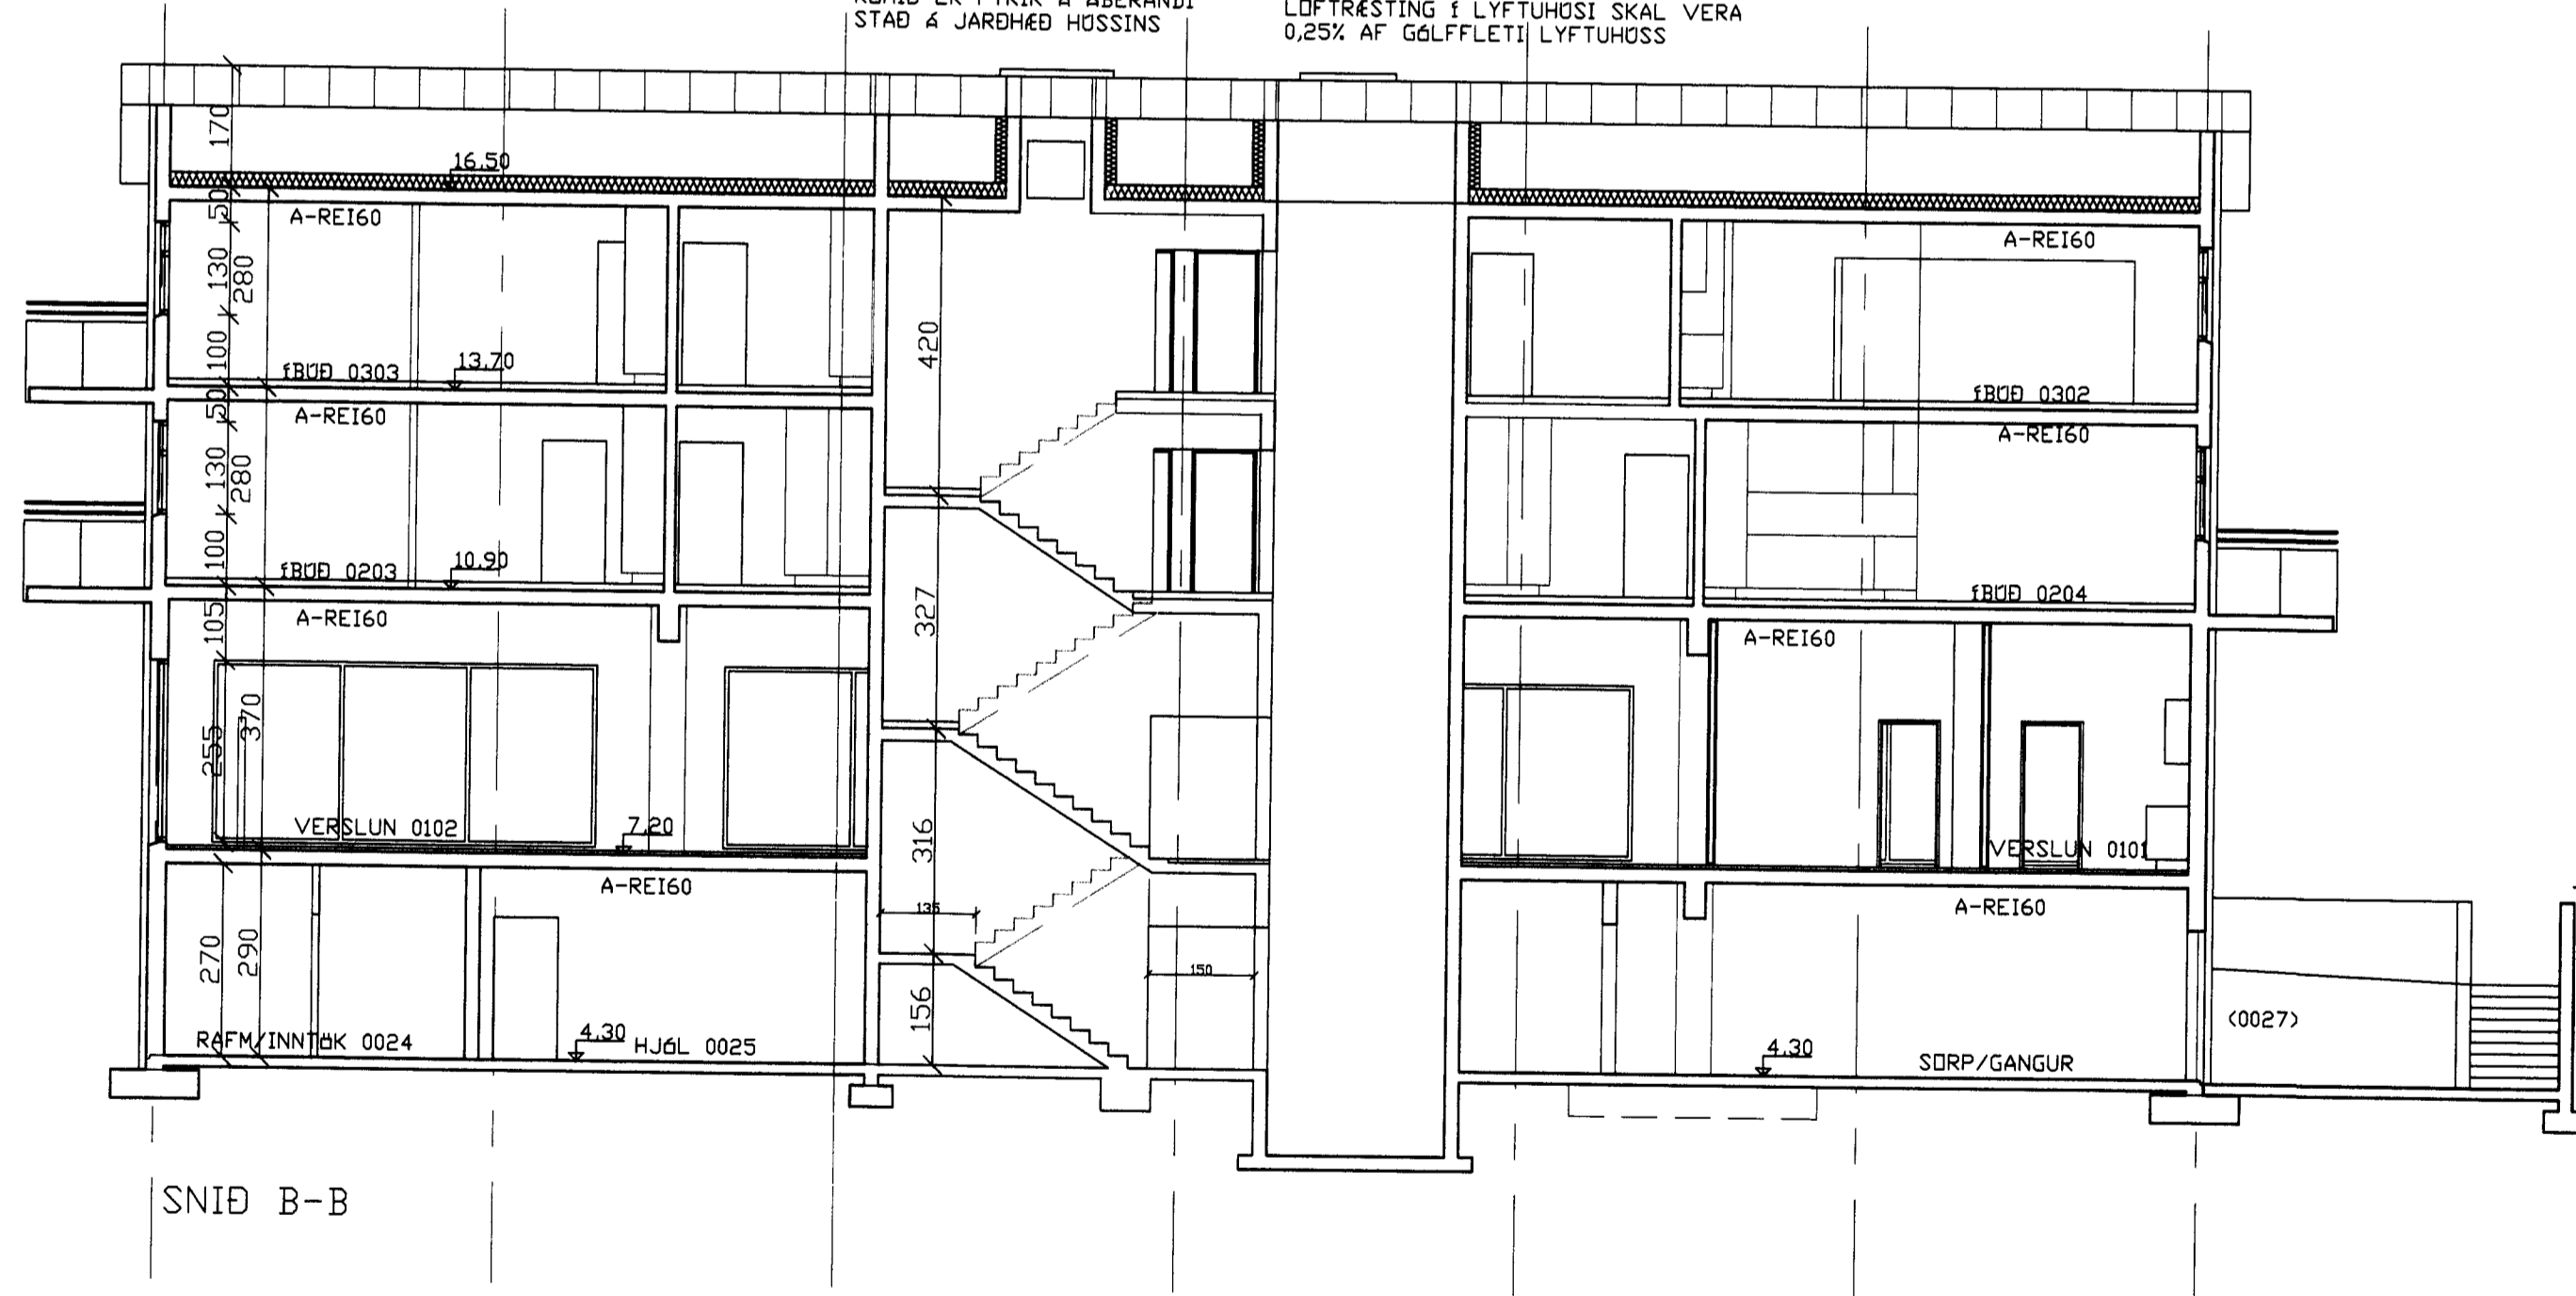 STAÐ Á JARÐHÆÐ HÚSSINS
LOFTRÆSTING Í LYFTUHÚSI SKAL VERA
0,25% AF GÓLFFLETI LYFTUHÚSS
170
16,50
50
A-REI60
A-REI60
130
280
420
100
ÍBÚÐ 0303
13,70
ÍBÚÐ 0302
50
A-REI60
A-REI60
130
280
100
ÍBÚÐ 0203
10,90
ÍBÚÐ 0204
105
A-REI60
327
A-REI60
255
370
VERSLUN 0102
7,20
316
VERSLUN 0101
A-REI60
A-REI60
135
270
290
150
156
RAFM/INNTÖK 0024
4,30
HJÓL 0025
4,30
SORP/GANGUR
(0027)
SNIÐ B-B